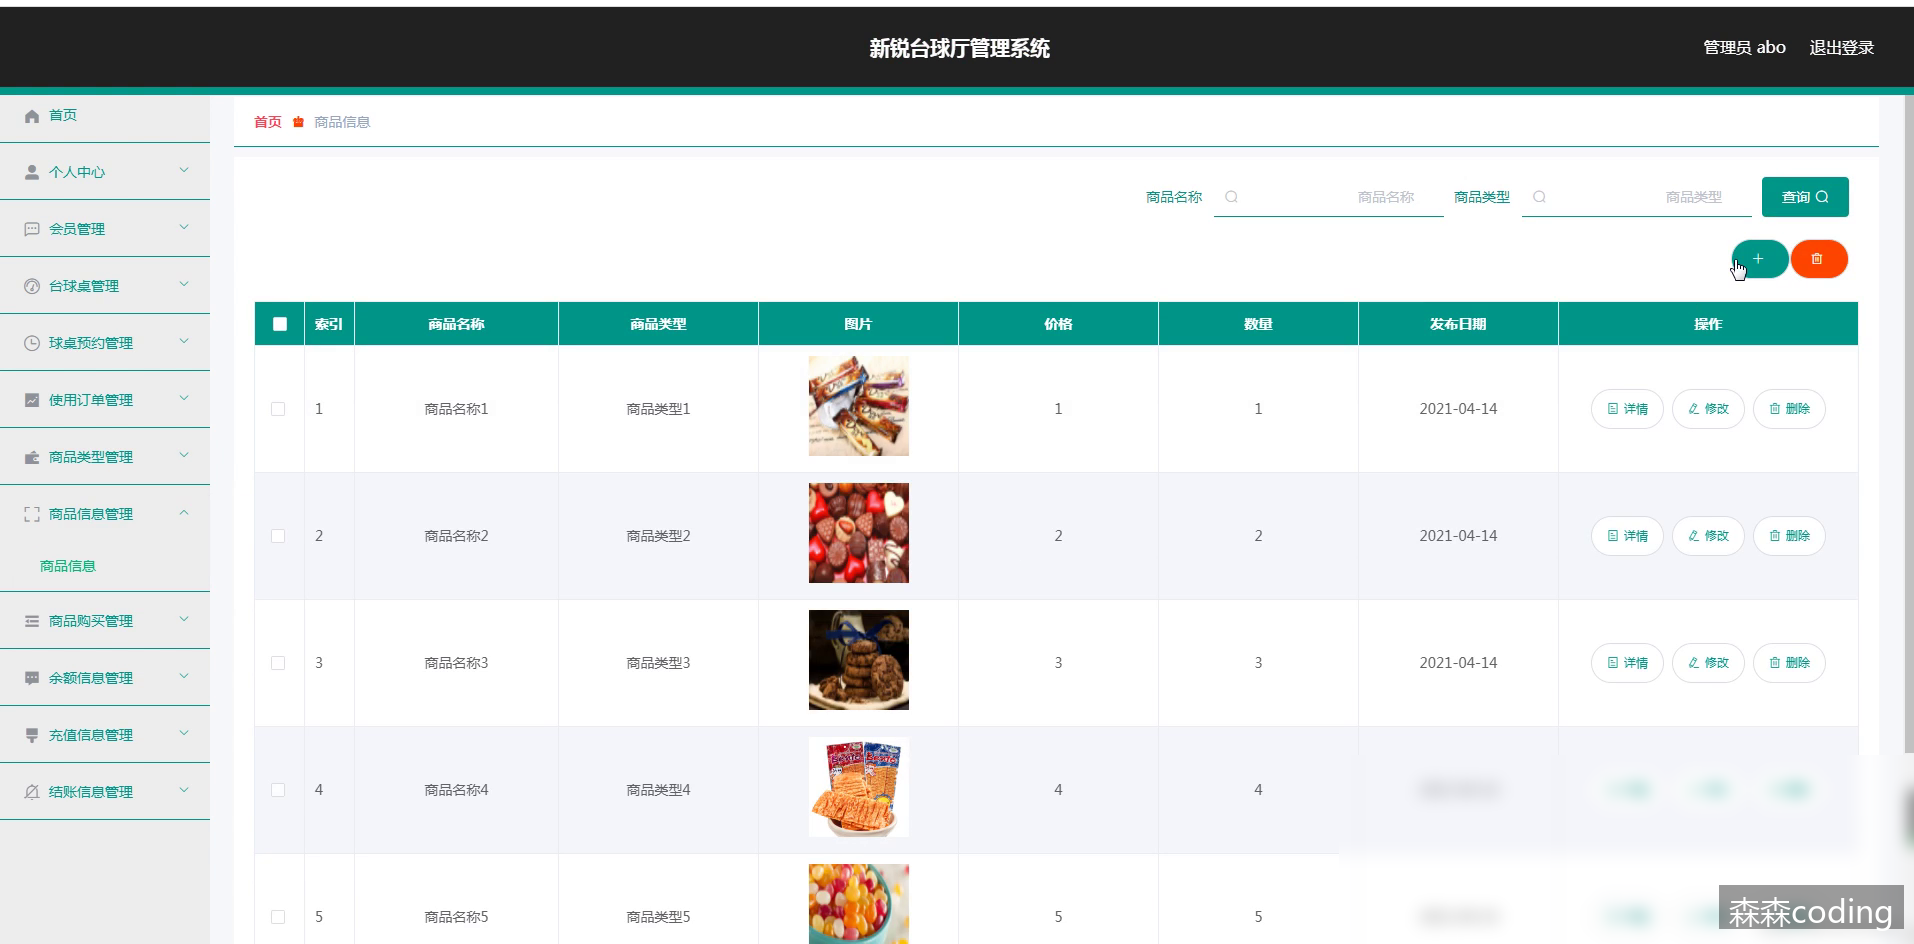 新锐台球厅管理系统
管理员 abo 退出登录
首页
个人中心
会员管理
台球桌管理
球桌预约管理
使用订单管理
商品类型管理
商品信息管理
商品信息
商品购买管理
余额信息管理
充值信息管理
结账信息管理
首页 商品信息
商品名称 商品名称 商品类型 商品类型 查询
索引 商品名称 商品类型 图片 价格 数量 发布日期 操作
1 商品名称1 商品类型1 1 1 2021-04-14 详情 修改 删除
2 商品名称2 商品类型2 2 2 2021-04-14 详情 修改 删除
3 商品名称3 商品类型3 3 3 2021-04-14 详情 修改 删除
4 商品名称4 商品类型4 4 4
5 商品名称5 商品类型5 5 5
森森coding